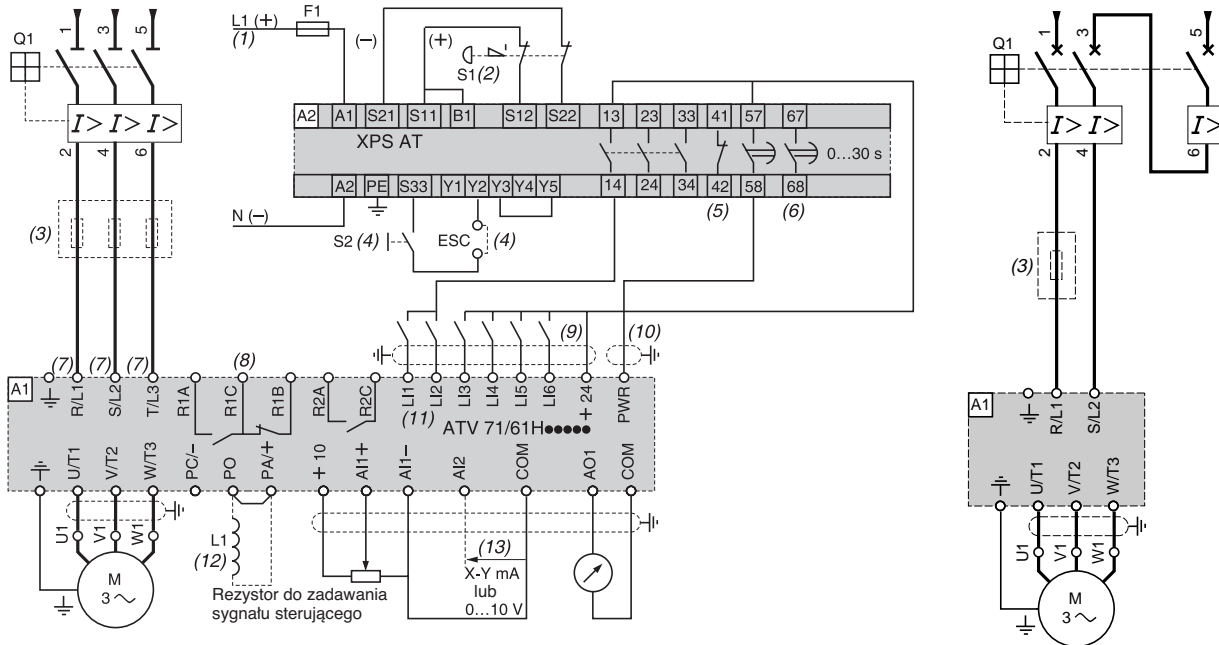 Q1
1
3
5
I>
I>
I>
2
4
6
(3)
L1 (+)
(1)
F1
(–)
(+)
S1 (2)
A2
A1
S21
S11
B1
S12
S22
13
23
33
41
57
67
XPS AT
0...30 s
A2
PE
S33
Y1
Y2
Y3
Y4
Y5
14
24
34
42
58
68
(5)
(6)
N (–)
S2 (4)
ESC
(4)
(9)
(10)
(7)
(7)
(7)
(8)
A1
R/L1
S/L2
T/L3
R1A
R1C
R1B
R2A
R2C
LI1
LI2
LI3
LI4
LI5
LI6
+ 24
PWR
(11)
ATV 71/61H●●●●●
U/T1
V/T2
W/T3
PC/-
PO
PA/+
+ 10
AI1+
AI1-
AI2
COM
AO1
COM
U1
V1
W1
M
3 ~
L1
(12)
(13)
X-Y mA
lub
0...10 V
Rezystor do zadawania
sygnału sterującego
Q1
1
3
5
I>
I>
I>
2
4
6
(3)
A1
R/L1
S/L2
U/T1
V/T2
W/T3
U1
V1
W1
M
3 ~